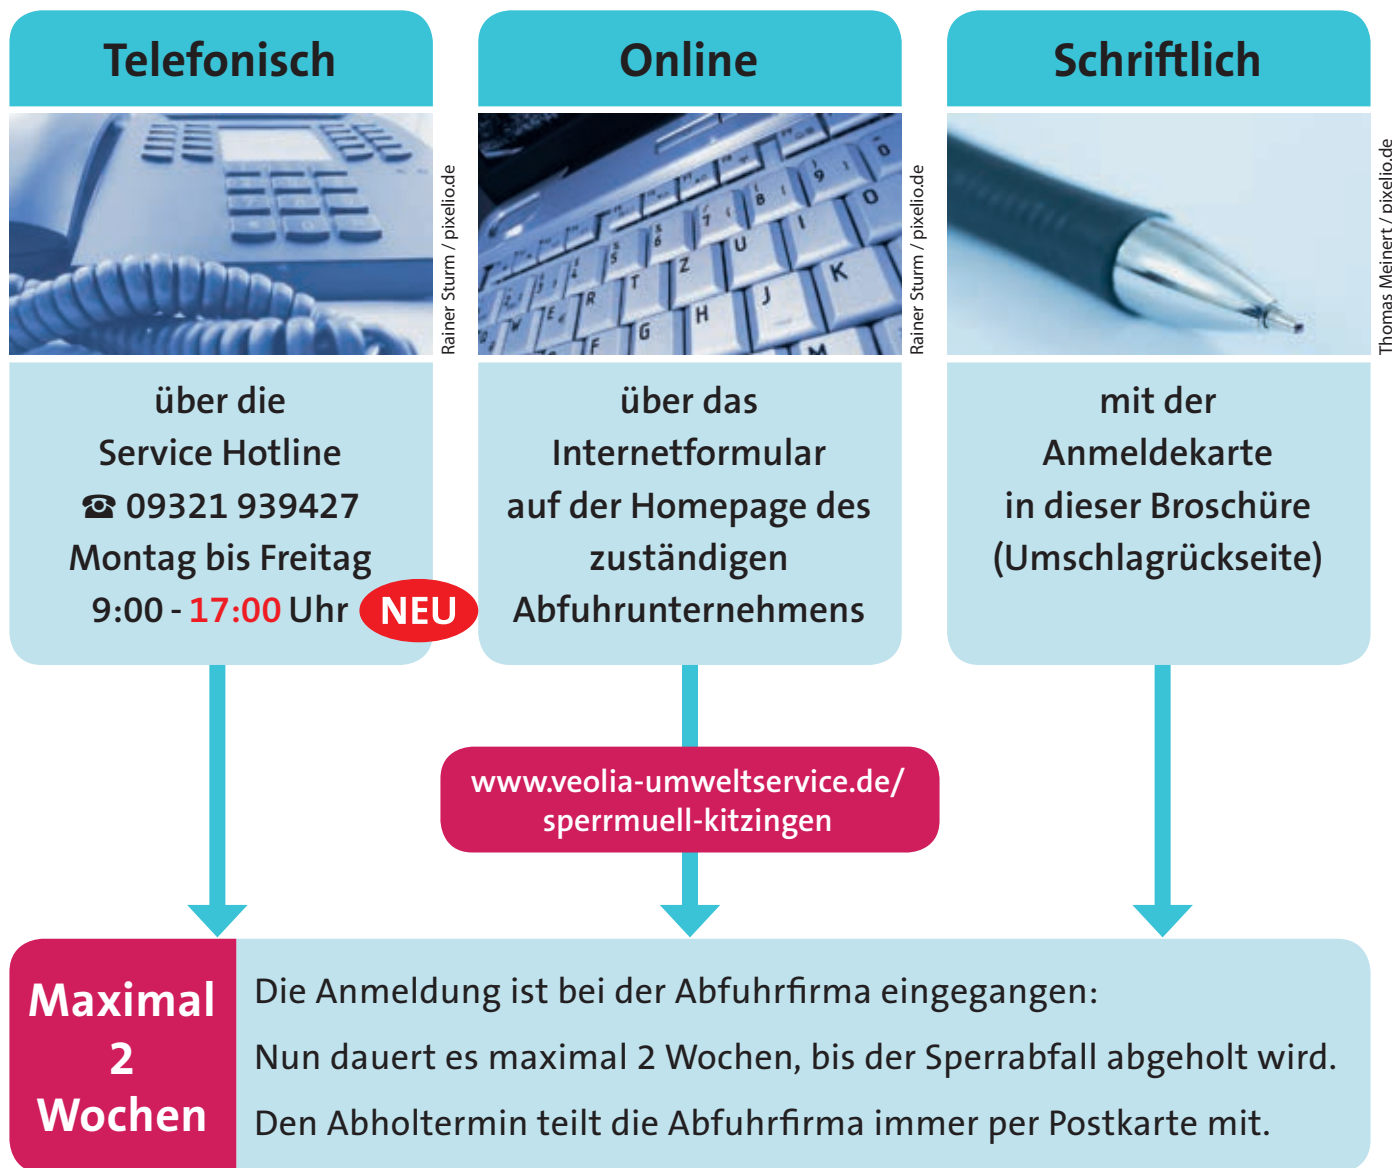 Telefonisch
Rainer Sturm / pixelio.de
über die
Service Hotline
☎ 09321 939427
Montag bis Freitag
9:00 - 17:00 Uhr NEU
Online
Rainer Sturm / pixelio.de
über das
Internetformular
auf der Homepage des
zuständigen
Abfuhrunternehmens
www.veolia-umweltservice.de/
sperrmuell-kitzingen
Schriftlich
Thomas Meinert / pixelio.de
mit der
Anmeldekarte
in dieser Broschüre
(Umschlagrückseite)
Maximal
2
Wochen
Die Anmeldung ist bei der Abfuhrfirma eingegangen:
Nun dauert es maximal 2 Wochen, bis der Sperrabfall abgeholt wird.
Den Abholtermin teilt die Abfuhrfirma immer per Postkarte mit.